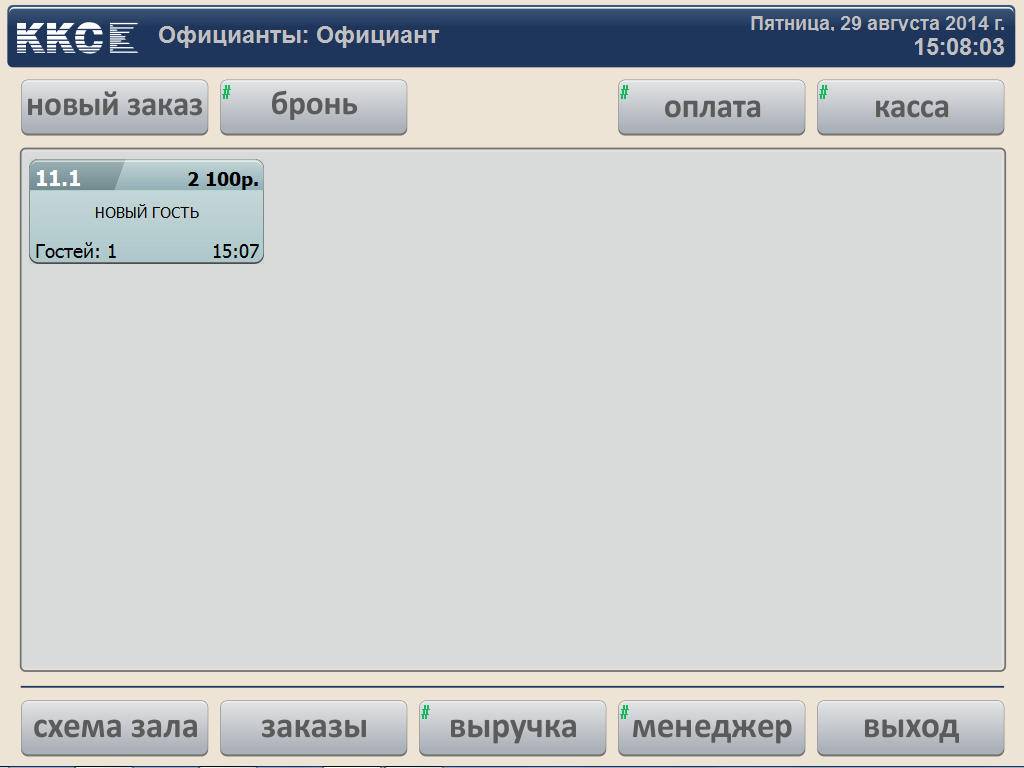 ККС Официанты: Официант
Пятница, 29 августа 2014 г.
15:08:03
новый заказ # бронь # оплата # касса
11.1 2 100р.
НОВЫЙ ГОСТЬ
Гостей: 1 15:07
схема зала заказы # выручка # менеджер выход